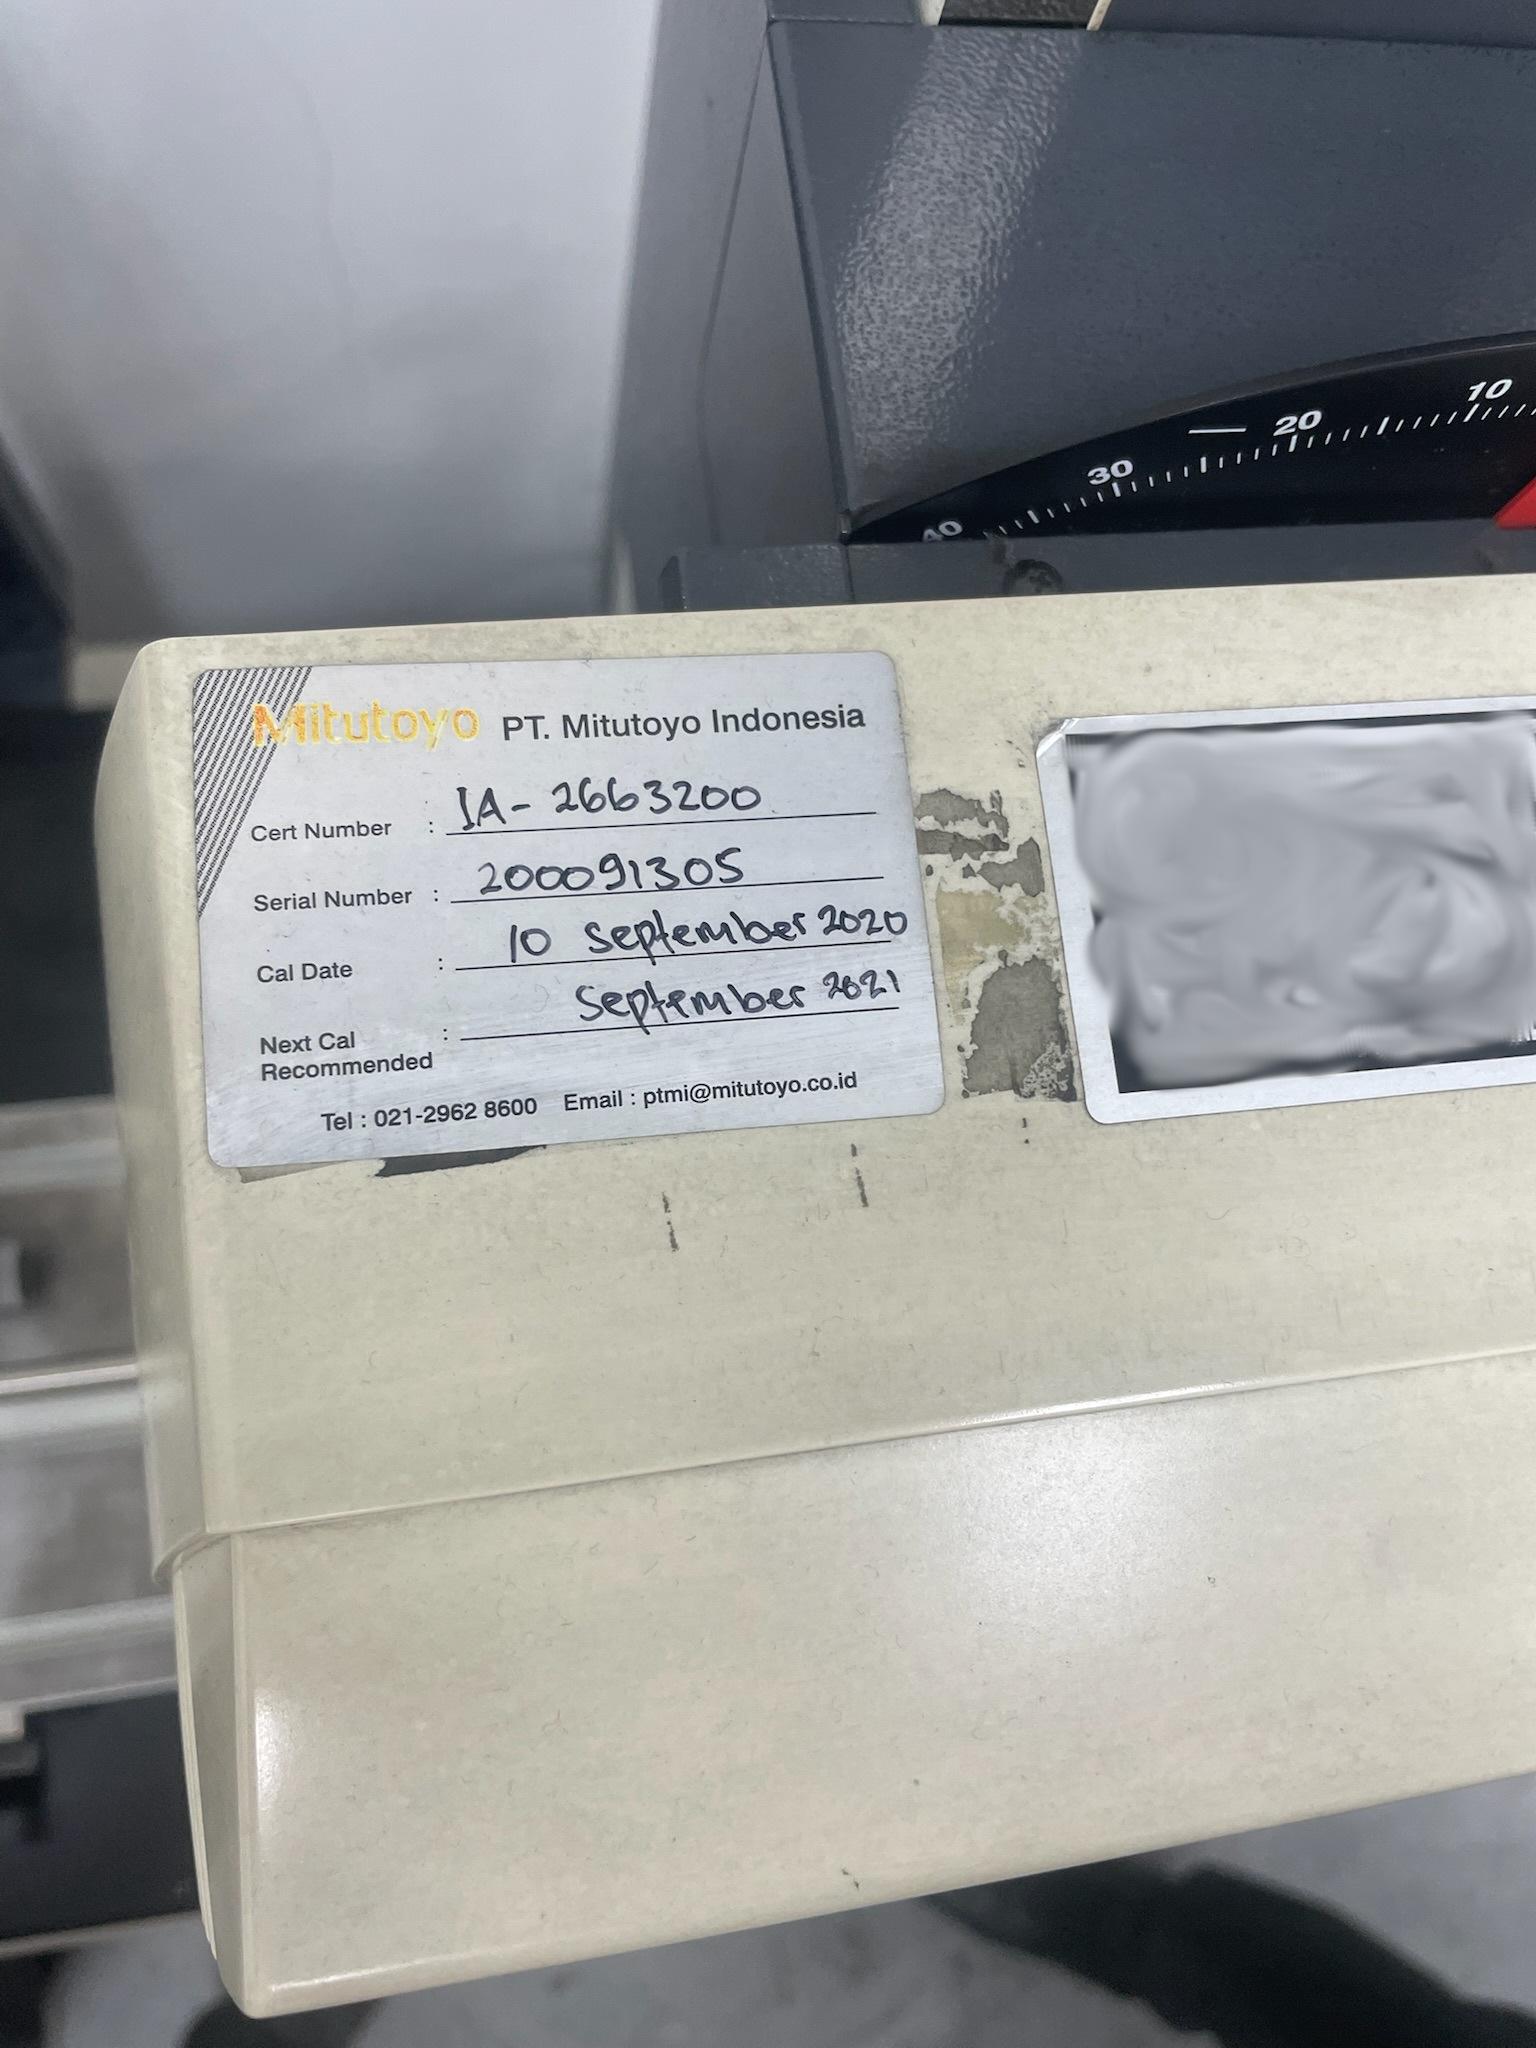 Mitutoyo PT. Mitutoyo Indonesia
Cert Number : IA-2663200
Serial Number : 200091305
Cal Date : 10 September 2020
Next Cal Recommended : September 2021
Tel : 021-2962 8600 Email : ptmi@mitutoyo.co.id
40 30 20 10